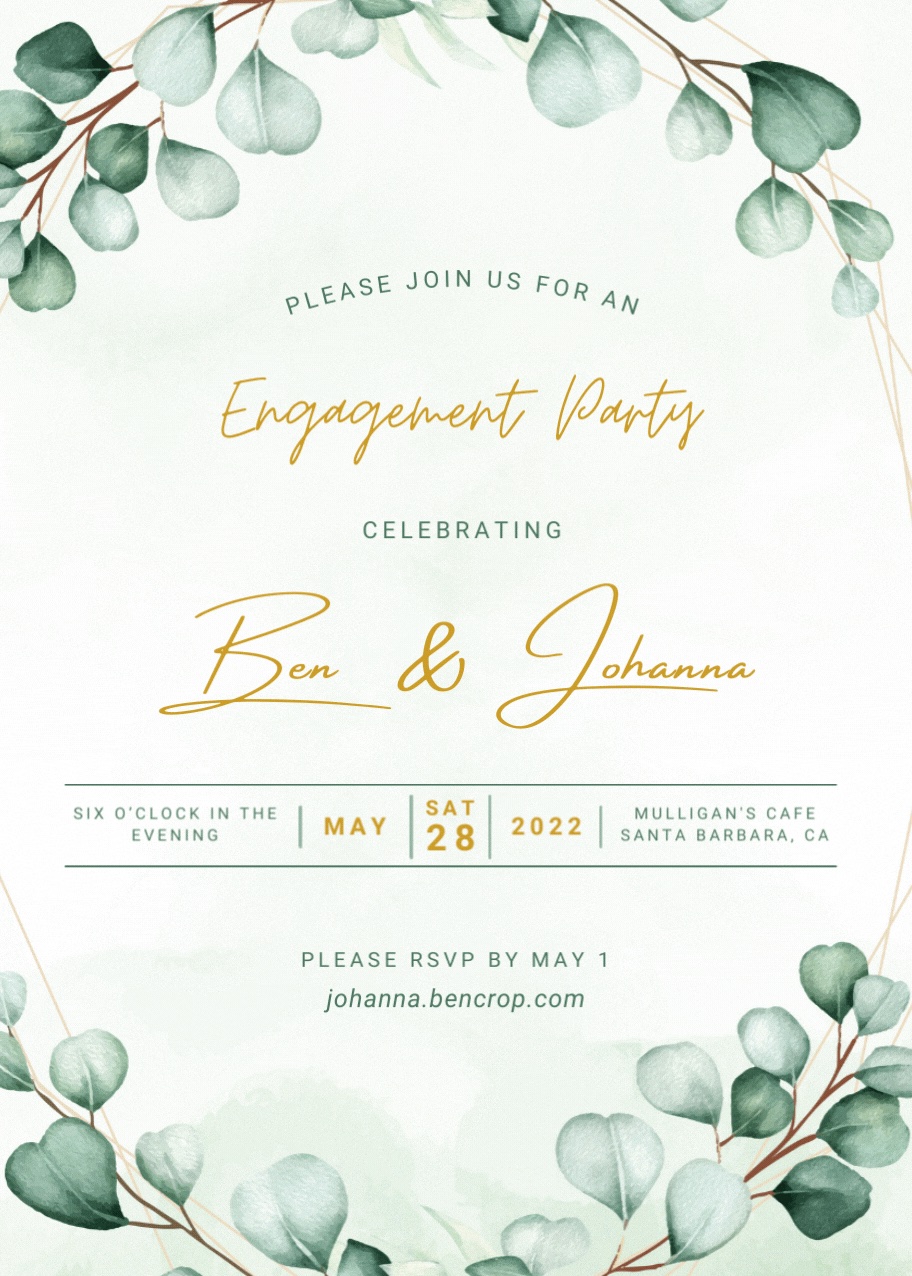 PLEASE JOIN US FOR AN
Engagement Party
CELEBRATING
Ben & Johanna
SIX O'CLOCK IN THE
EVENING
MAY
SAT
28
2022
MULLIGAN'S CAFE
SANTA BARBARA, CA
PLEASE RSVP BY MAY 1
johanna.bencrop.com